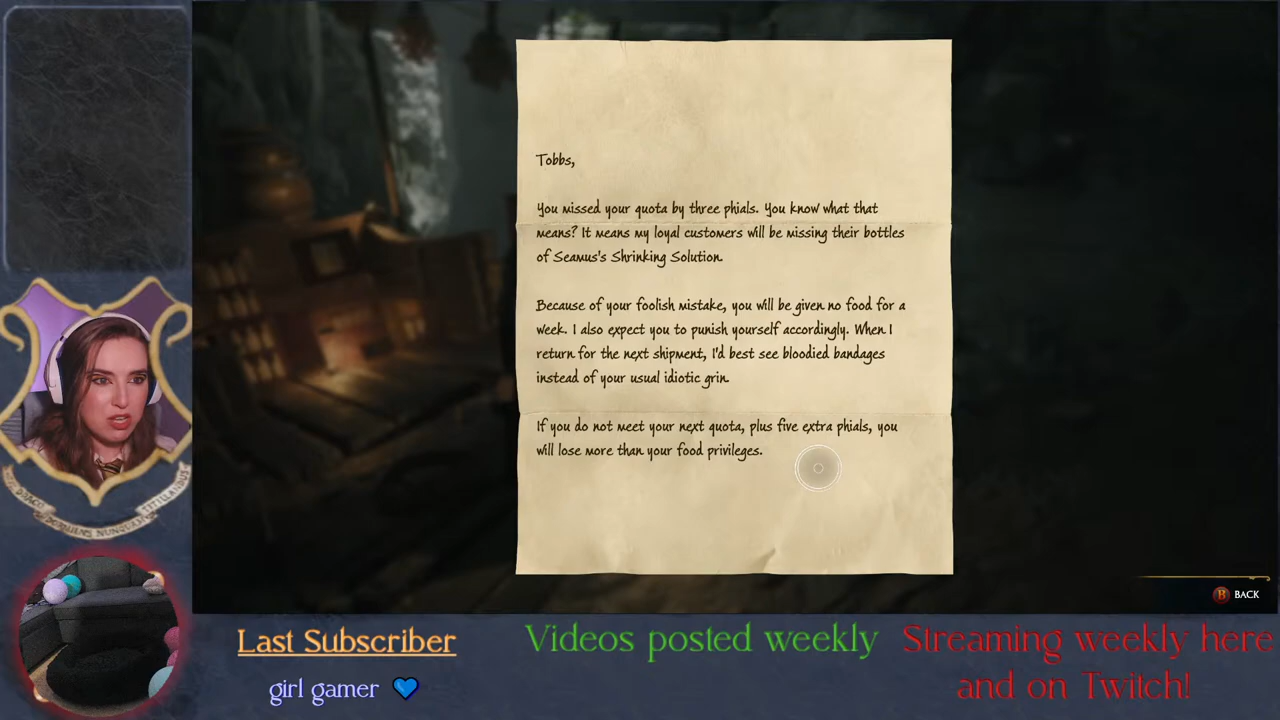 Tobbs,
You missed your quota by three phials. You know what that
means? It means my loyal customers will be missing their bottles
of Seamus's Shrinking Solution.
Because of your foolish mistake, you will be given no food for a
week. I also expect you to punish yourself accordingly. When I
return for the next shipment, I'd best see bloodied bandages
instead of your usual idiotic grin.
If you do not meet your next quota, plus five extra phials, you
will lose more than your food privileges.
B BACK
DRACO DORMIENS NUNQUAM TITILLANDUS
Last Subscriber
girl gamer 💙
Videos posted weekly
Streaming weekly here
and on Twitch!